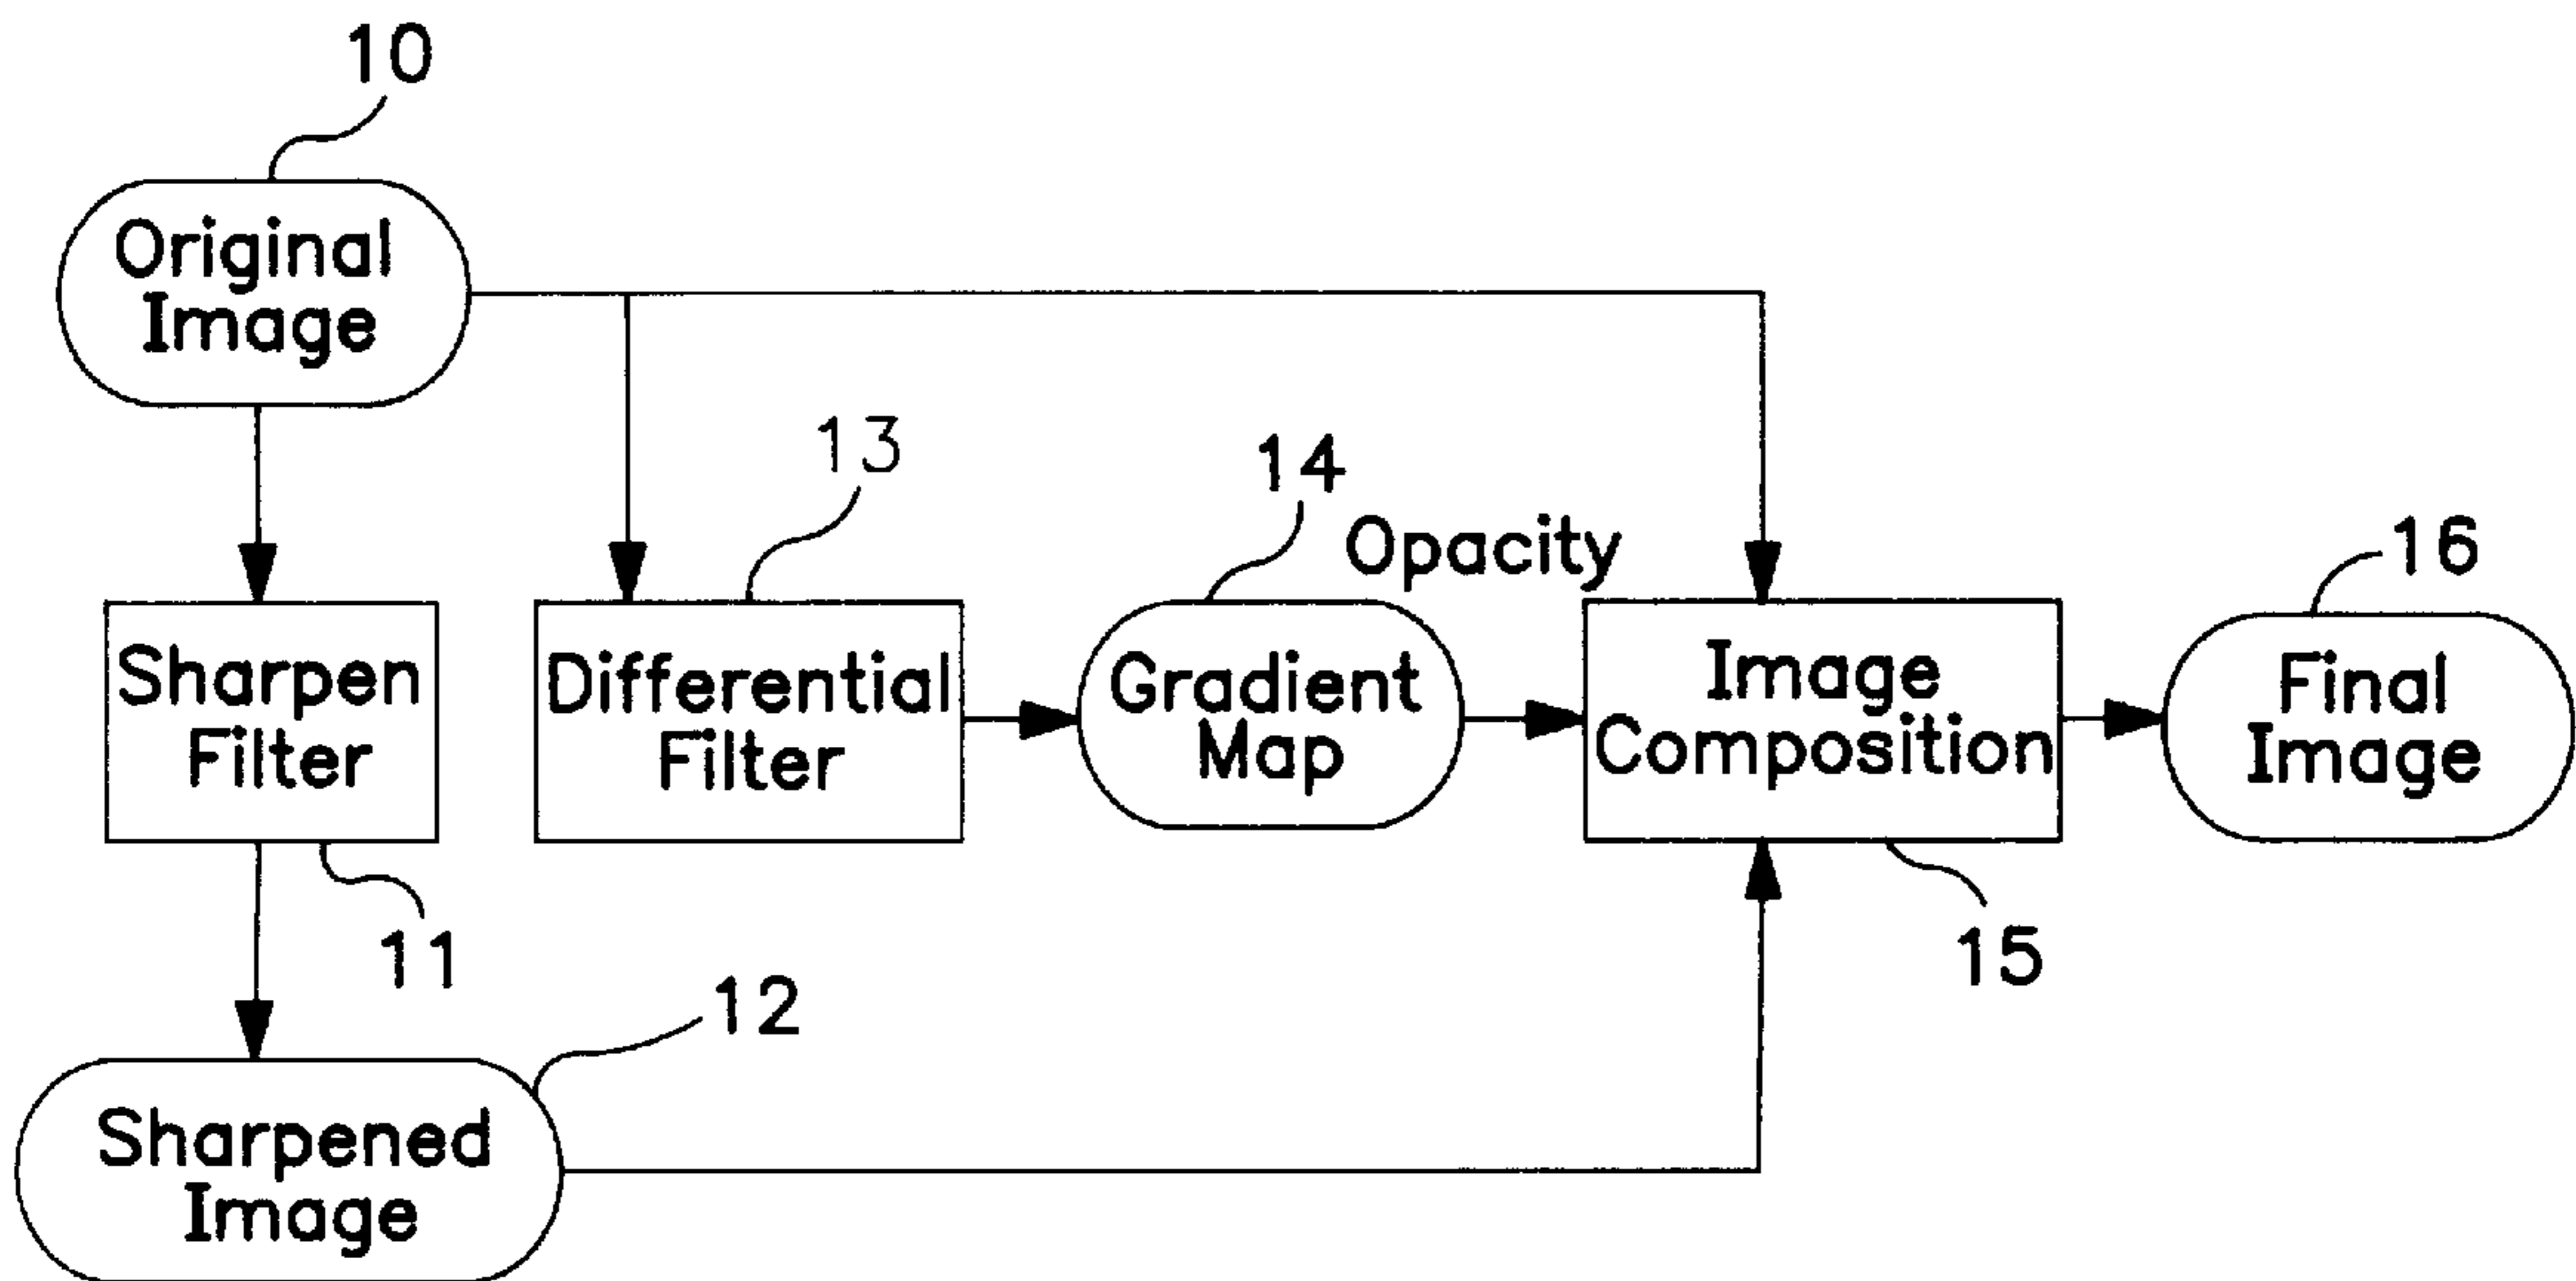 10
Original
Image
13
14
Opacity
16
Sharpen
Filter
Differential
Filter
Gradient
Map
Image
Composition
Final
Image
11
12
15
Sharpened
Image